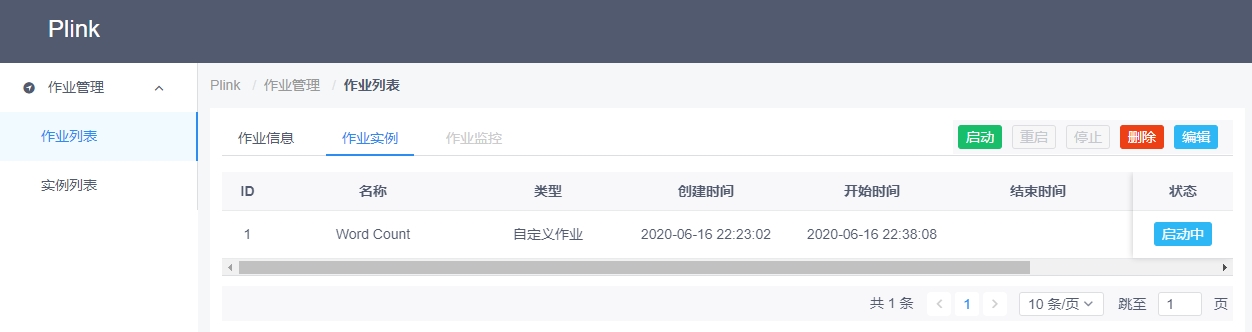 Plink
作业管理
作业列表
实例列表
Plink / 作业管理 / 作业列表
作业信息 作业实例 作业监控 启动 重启 停止 删除 编辑
ID 名称 类型 创建时间 开始时间 结束时间 状态
1 Word Count 自定义作业 2020-06-16 22:23:02 2020-06-16 22:38:08 启动中
共 1 条 1 10 条/页 跳至 1 页